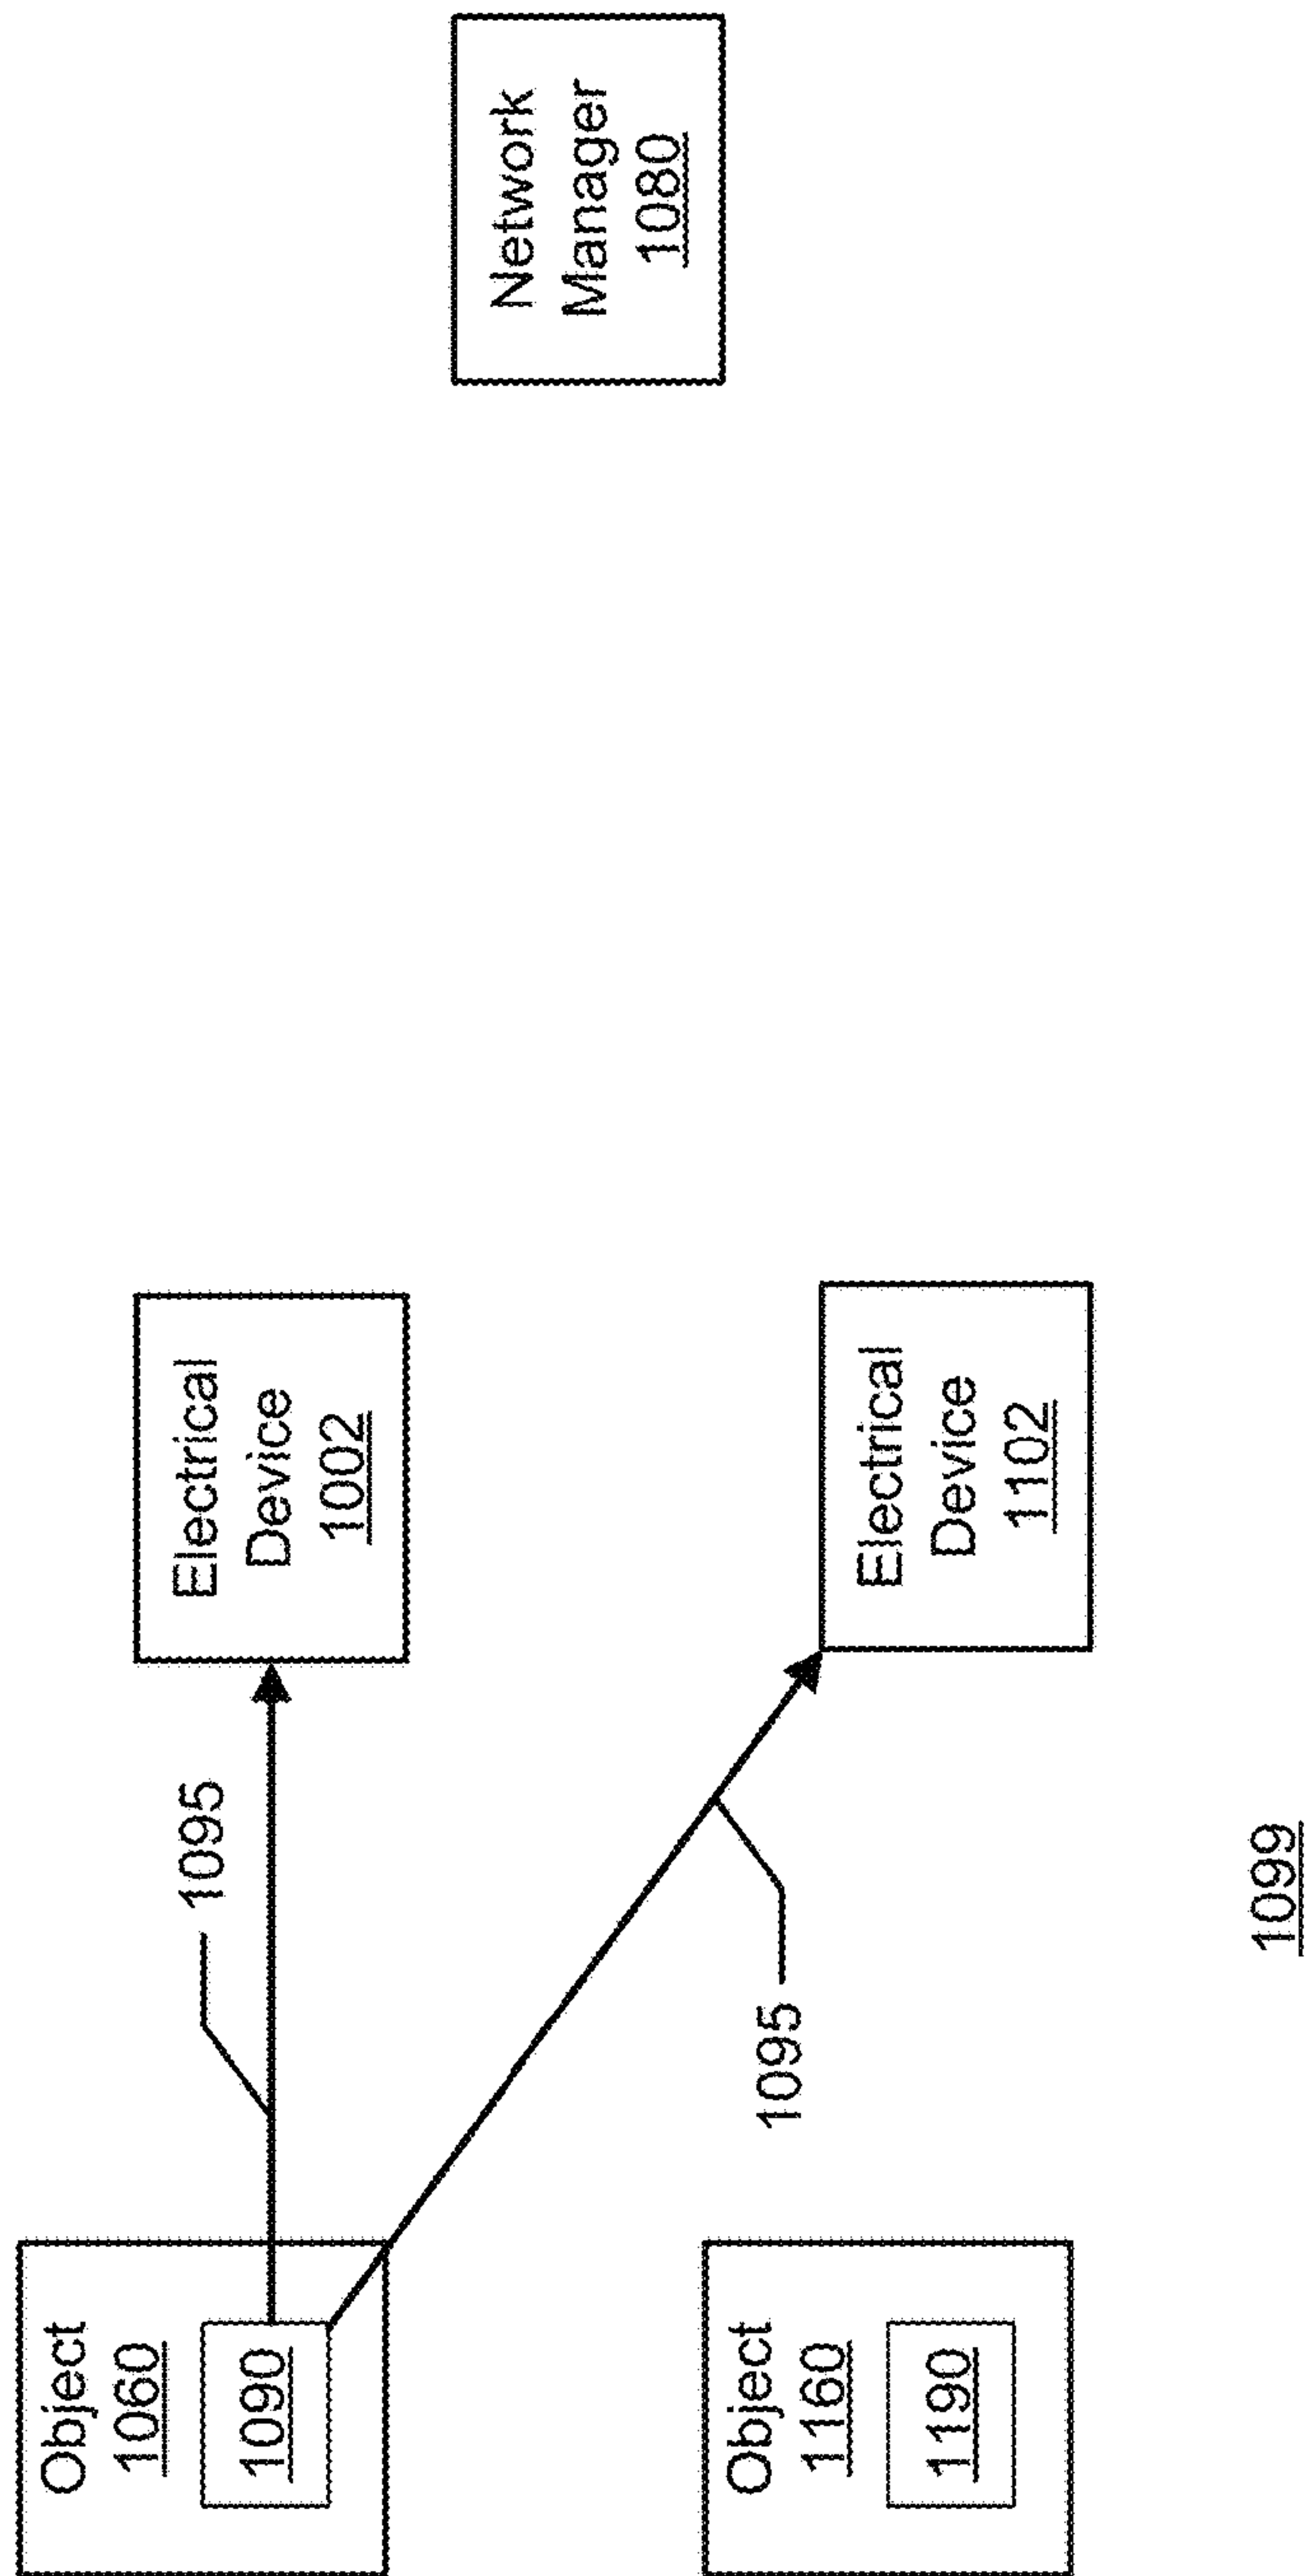 Object
1060
1090
1095
Electrical
Device
1002
Network
Manager
1080
Object
1160
1190
1095
Electrical
Device
1102
1099